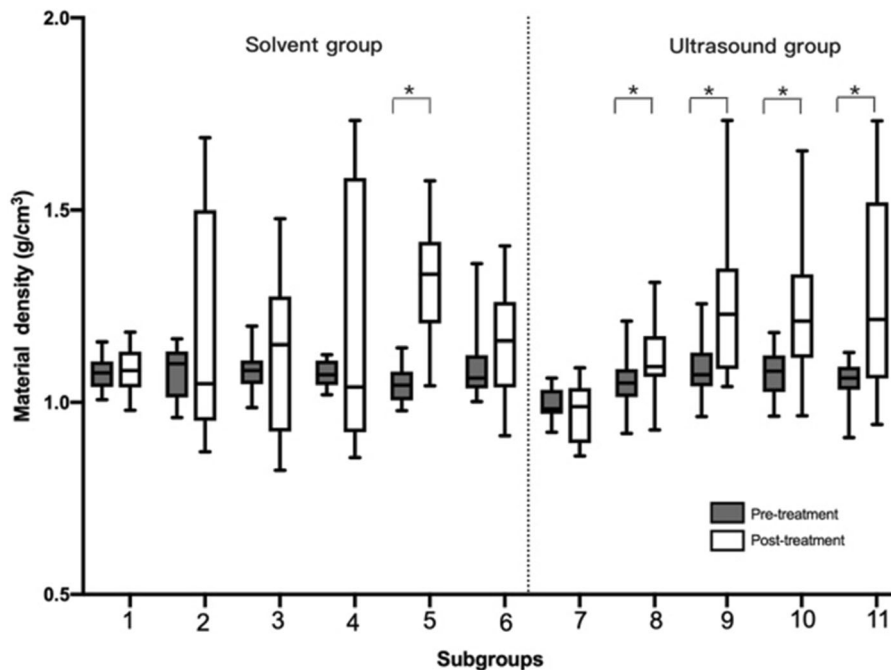 2.0
Solvent group
Ultrasound group
*
*
*
*
*
1.5
1.0
0.5
Material density (g/cm³)
Pre-treatment
Post-treatment
1 2 3 4 5 6 7 8 9 10 11
Subgroups